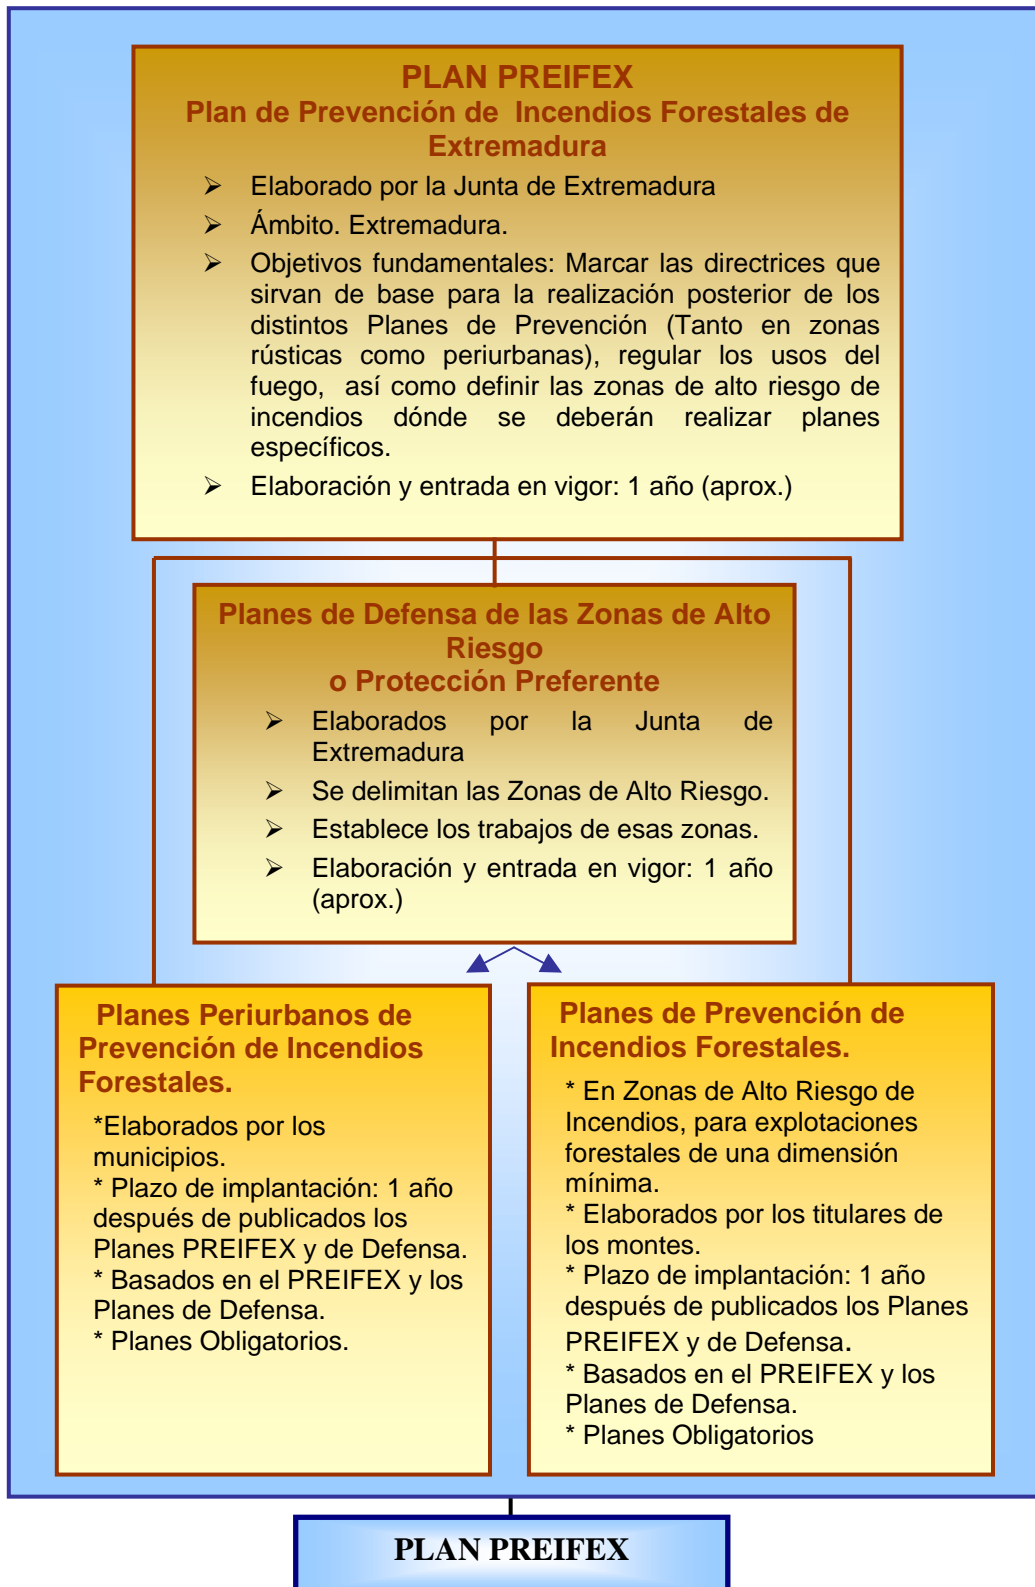 PLAN PREIFEX
Plan de Prevención de Incendios Forestales de
Extremadura
➢ Elaborado por la Junta de Extremadura
➢ Ámbito. Extremadura.
➢ Objetivos fundamentales: Marcar las directrices que
sirvan de base para la realización posterior de los
distintos Planes de Prevención (Tanto en zonas
rústicas como periurbanas), regular los usos del
fuego, así como definir las zonas de alto riesgo de
incendios dónde se deberán realizar planes
específicos.
➢ Elaboración y entrada en vigor: 1 año (aprox.)
Planes de Defensa de las Zonas de Alto
Riesgo
o Protección Preferente
➢ Elaborados por la Junta de
Extremadura
➢ Se delimitan las Zonas de Alto Riesgo.
➢ Establece los trabajos de esas zonas.
➢ Elaboración y entrada en vigor: 1 año
(aprox.)
Planes Periurbanos de
Prevención de Incendios
Forestales.
*Elaborados por los
municipios.
* Plazo de implantación: 1 año
después de publicados los
Planes PREIFEX y de Defensa.
* Basados en el PREIFEX y los
Planes de Defensa.
* Planes Obligatorios.
Planes de Prevención de
Incendios Forestales.
* En Zonas de Alto Riesgo de
Incendios, para explotaciones
forestales de una dimensión
mínima.
* Elaborados por los titulares de
los montes.
* Plazo de implantación: 1 año
después de publicados los Planes
PREIFEX y de Defensa.
* Basados en el PREIFEX y los
Planes de Defensa.
* Planes Obligatorios
PLAN PREIFEX